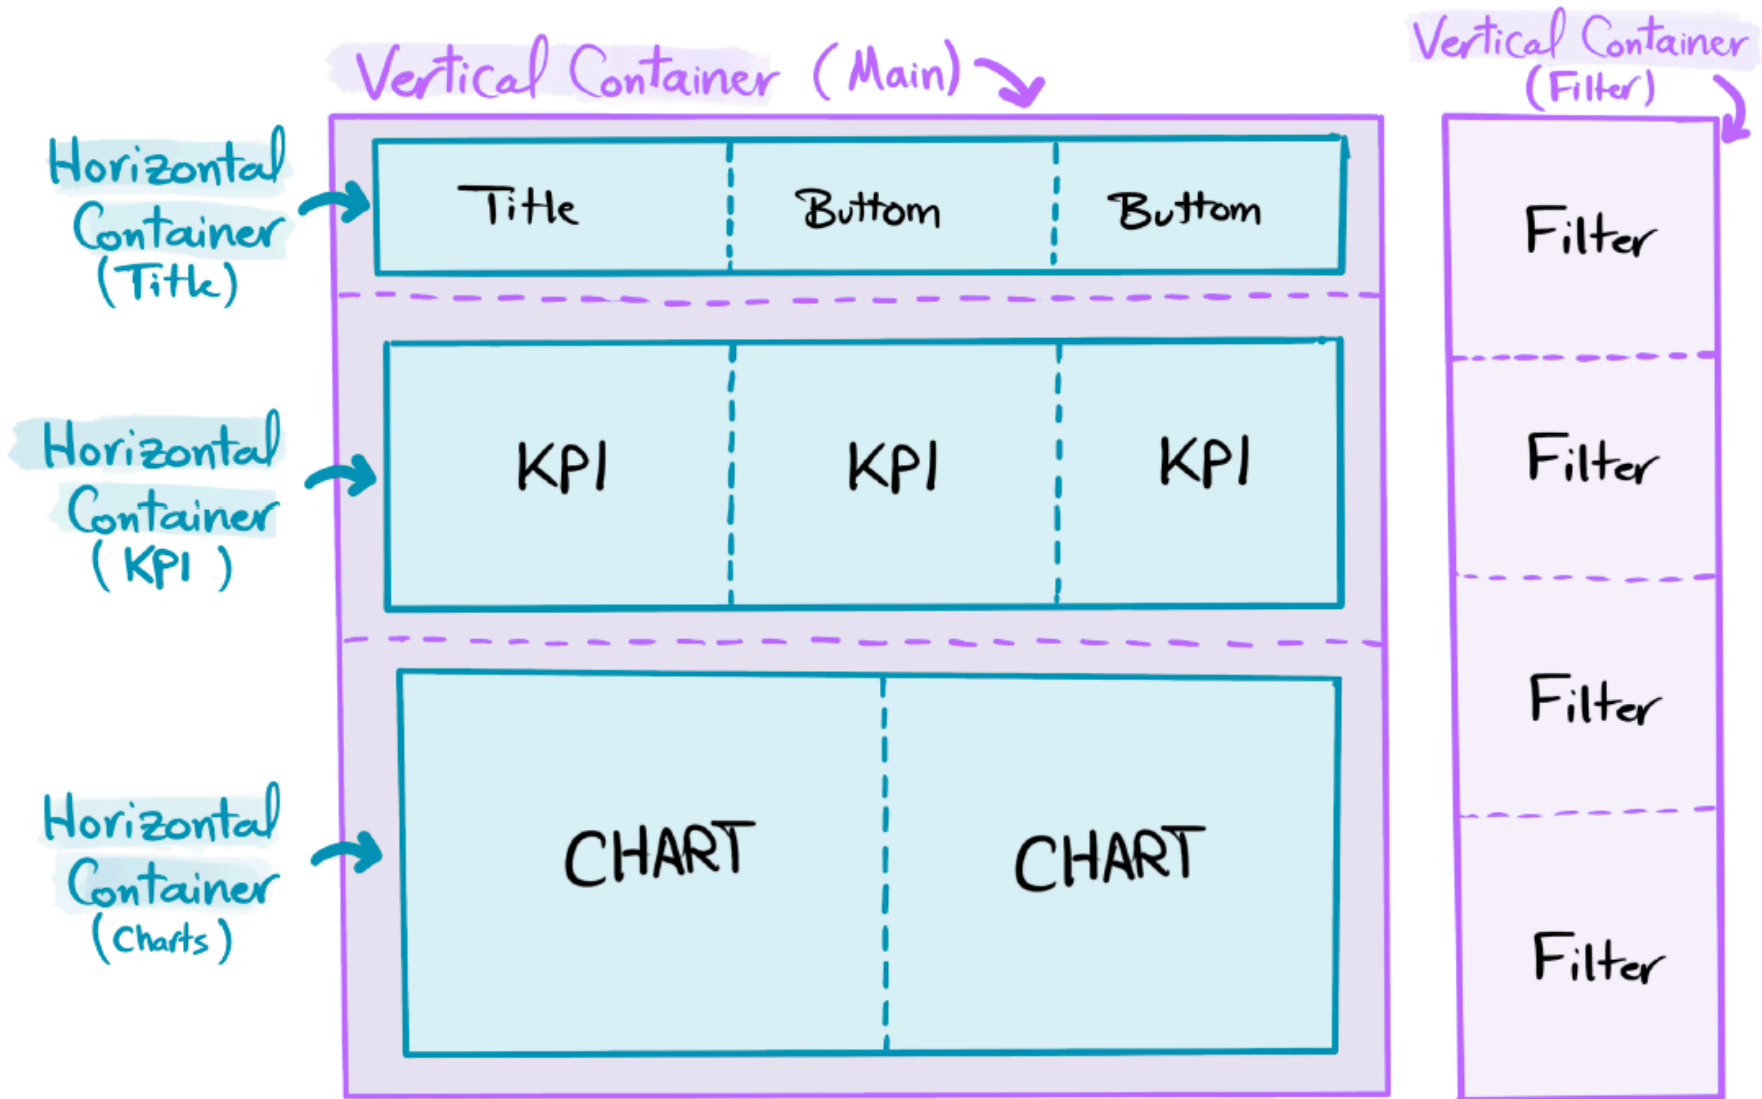 Vertical Container (Main)
Vertical Container
(Filter)
Horizontal
Container
(Title)
Title
Buttom
Buttom
Horizontal
Container
(KPI)
KPI
KPI
KPI
Horizontal
Container
(Charts)
CHART
CHART
Filter
Filter
Filter
Filter